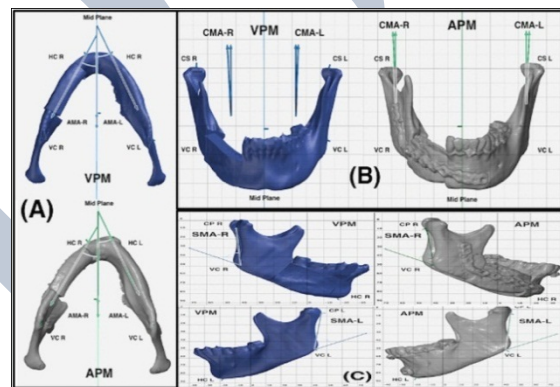 Mid Plane
HC R
HC L
AMA-R
AMA-L
VC R
VC L
VPM
(A)
Mid Plane
HC R
HC L
AMA-R
AMA-L
VC R
VC L
APM
CMA-R
VPM
CMA-L
CS R
CS L
VC R
VC L
Mid Plane
CMA-R
APM
CMA-L
CS R
CS L
VC R
VC L
(B)
Mid Plane
CP R
VPM
SMA-R
VC R
HC R
CP R
APM
SMA-R
VC R
HC R
VPM
CP L
SMA-L
VC L
HC L
APM
CP L
SMA-L
VC L
HC L
(C)